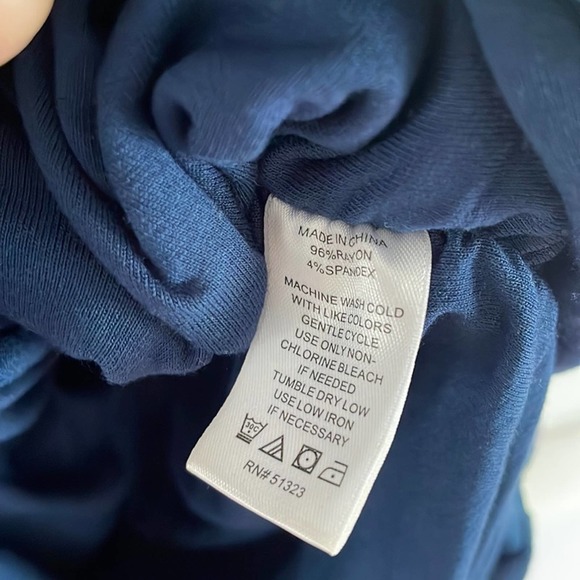 MADE IN CHINA
96%RAYON
4%SPANDEX
MACHINE WASH COLD
WITH LIKE COLORS
GENTLE CYCLE
USE ONLY NON-
CHLORINE BLEACH
IF NEEDED
TUMBLE DRY LOW
USE LOW IRON
IF NECESSARY
30C
RN# 51323